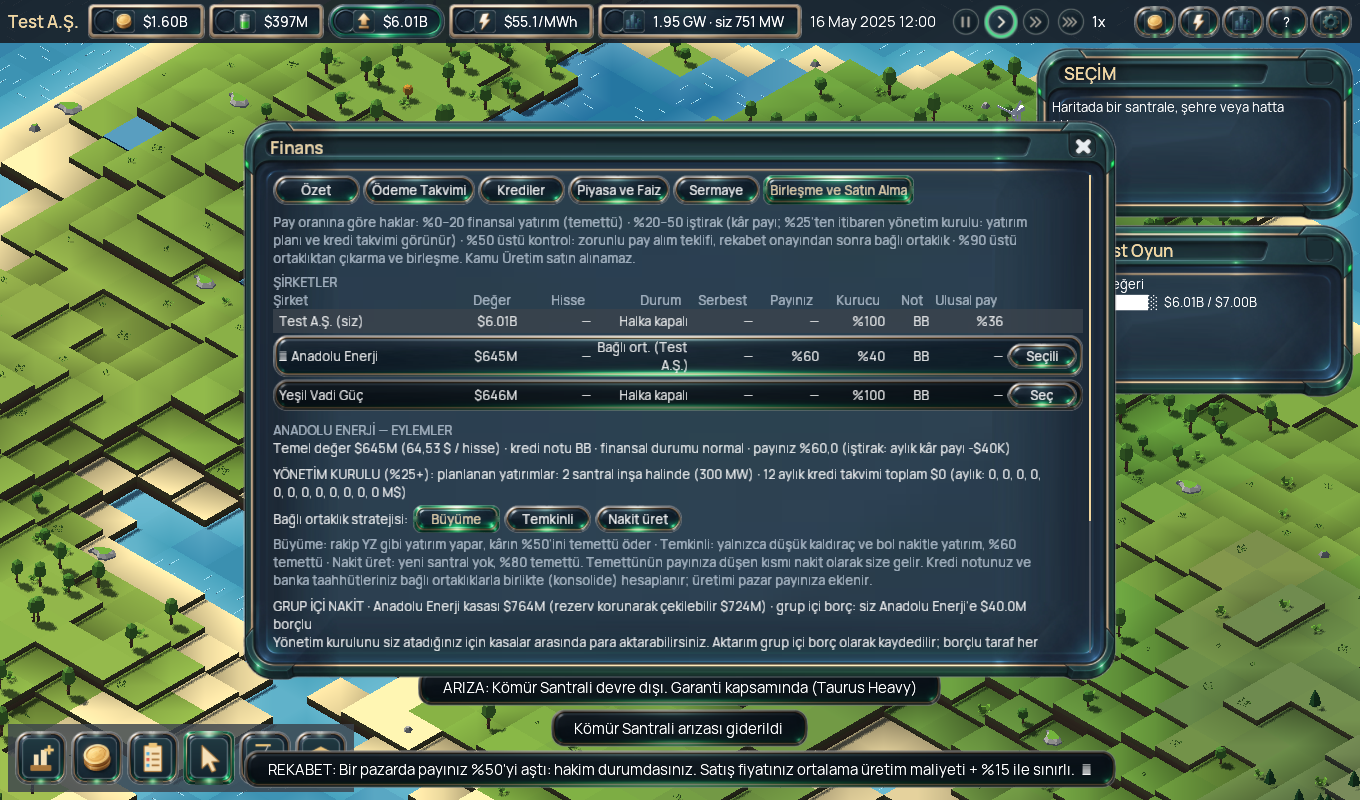 Test A.Ş. $1.60B $397M $6.01B $55.1/MWh 1.95 GW · siz 751 MW 16 May 2025 12:00 1x ?
SEÇİM
Haritada bir santrale, şehre veya hatta
Finans
Özet Ödeme Takvimi Krediler Piyasa ve Faiz Sermaye Birleşme ve Satın Alma
Pay oranına göre haklar: %0–20 finansal yatırım (temettü) · %20–50 iştirak (kâr payı; %25'ten itibaren yönetim kurulu: yatırım
planı ve kredi takvimi görünür) · %50 üstü kontrol: zorunlu pay alım teklifi, rekabet onayından sonra bağlı ortaklık · %90 üstü
ortaklıktan çıkarma ve birleşme. Kamu Üretim satın alınamaz.
st Oyun
eğeri
$6.01B / $7.00B
ŞİRKETLER
Şirket Değer Hisse Durum Serbest Payınız Kurucu Not Ulusal pay
Test A.Ş. (siz) $6.01B — Halka kapalı — — %100 BB %36
Anadolu Enerji $645M — Bağlı ort. (Test A.Ş.) — %60 %40 BB — Seçili
Yeşil Vadi Güç $646M — Halka kapalı — — %100 BB — Seç
ANADOLU ENERJİ — EYLEMLER
Temel değer $645M (64,53 $ / hisse) · kredi notu BB · finansal durumu normal · payınız %60,0 (iştirak: aylık kâr payı -$40K)
YÖNETİM KURULU (%25+): planlanan yatırımlar: 2 santral inşa halinde (300 MW) · 12 aylık kredi takvimi toplam $0 (aylık: 0, 0, 0, 0,
0, 0, 0, 0, 0, 0, 0, 0 M$)
Bağlı ortaklık stratejisi: Büyüme Temkinli Nakit üret
Büyüme: rakip YZ gibi yatırım yapar, kârın %50'ini temettü öder · Temkinli: yalnızca düşük kaldıraç ve bol nakitle yatırım, %60
temettü · Nakit üret: yeni santral yok, %80 temettü. Temettünün payınıza düşen kısmı nakit olarak size gelir. Kredi notunuz ve
banka taahhütleriniz bağlı ortaklıklarla birlikte (konsolide) hesaplanır; üretimi pazar payınıza eklenir.
GRUP İÇİ NAKİT · Anadolu Enerji kasası $764M (rezerv korunarak çekilebilir $724M) · grup içi borç: siz Anadolu Enerji'e $40.0M
borçlu
Yönetim kurulunu siz atadığınız için kasalar arasında para aktarabilirsiniz. Aktarım grup içi borç olarak kaydedilir; borçlu taraf her
ARIZA: Kömür Santrali devre dışı. Garanti kapsamında (Taurus Heavy)
Kömür Santrali arızası giderildi
REKABET: Bir pazarda payınız %50'yi aştı: hakim durumdasınız. Satış fiyatınız ortalama üretim maliyeti + %15 ile sınırlı.